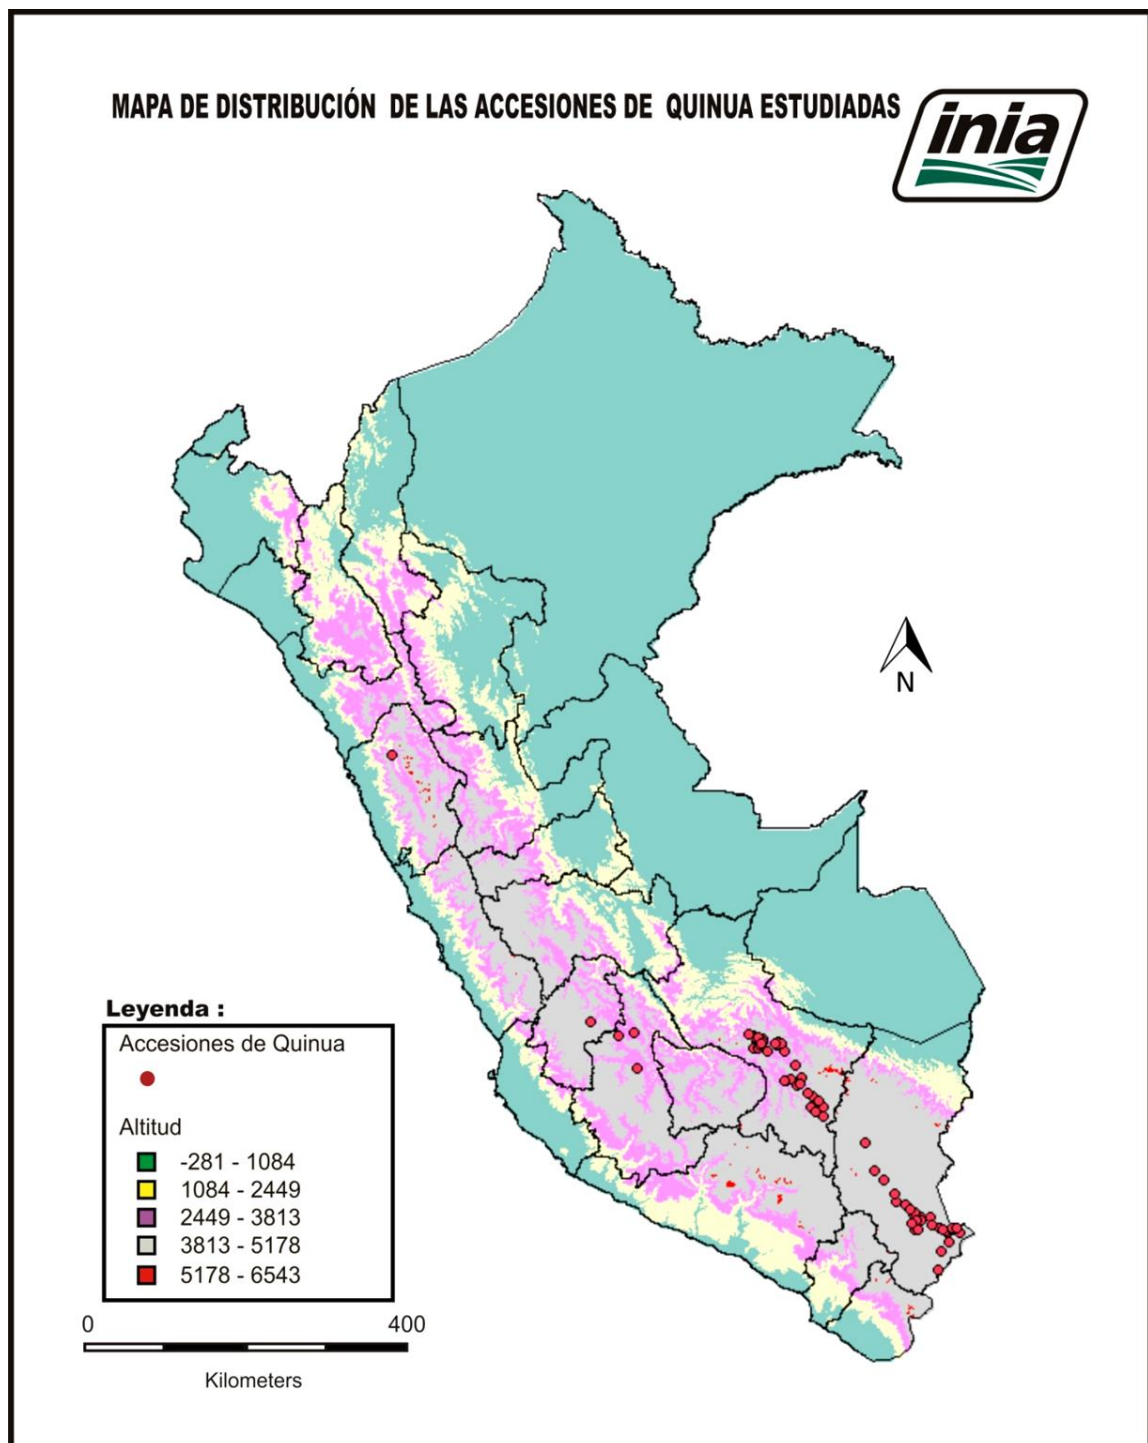 MAPA DE DISTRIBUCIÓN DE LAS ACCESIONES DE QUINUA ESTUDIADAS
inia
N
Leyenda :
Accesiones de Quinua
Altitud
-281 - 1084
1084 - 2449
2449 - 3813
3813 - 5178
5178 - 6543
0 400
Kilometers